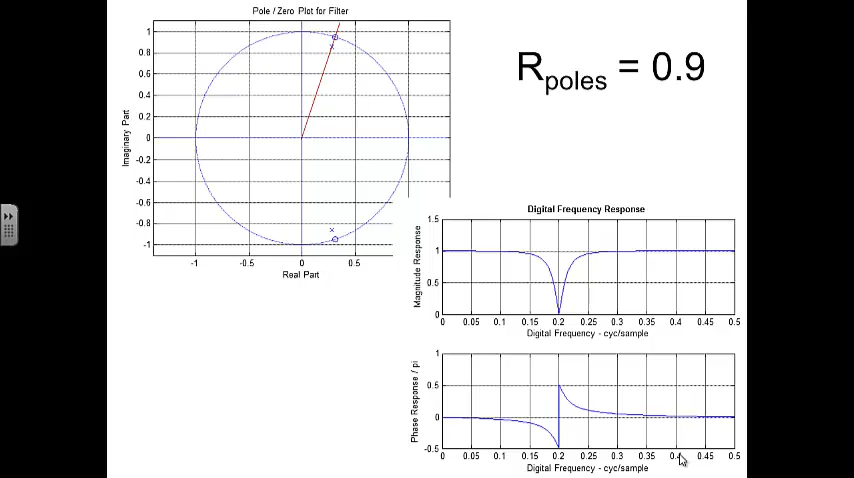 Pole / Zero Plot for Filter
1
0.8
0.6
0.4
0.2
0
-0.2
-0.4
-0.6
-0.8
-1
Imaginary Part
-1 -0.5 0 0.5
Real Part
R_poles = 0.9
Digital Frequency Response
1.5
1
0.5
0
Magnitude Response
0 0.05 0.1 0.15 0.2 0.25 0.3 0.35 0.4 0.45 0.5
Digital Frequency - cyc/sample
1
0.5
0
-0.5
Phase Response / pi
0 0.05 0.1 0.15 0.2 0.25 0.3 0.35 0.4 0.45 0.5
Digital Frequency - cyc/sample